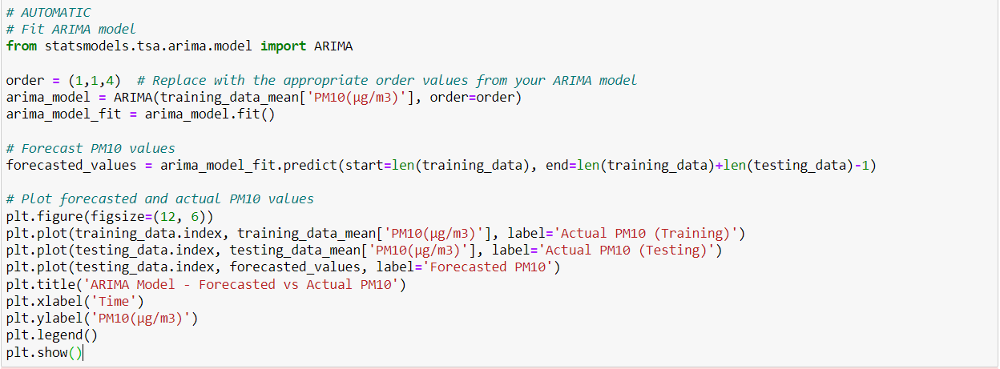 # AUTOMATIC
# Fit ARIMA model
from statsmodels.tsa.arima.model import ARIMA
order = (1,1,4)  # Replace with the appropriate order values from your ARIMA model
arima_model = ARIMA(training_data_mean['PM10(µg/m3)'], order=order)
arima_model_fit = arima_model.fit()
# Forecast PM10 values
forecasted_values = arima_model_fit.predict(start=len(training_data), end=len(training_data)+len(testing_data)-1)
# Plot forecasted and actual PM10 values
plt.figure(figsize=(12, 6))
plt.plot(training_data.index, training_data_mean['PM10(µg/m3)'], label='Actual PM10 (Training)')
plt.plot(testing_data.index, testing_data_mean['PM10(µg/m3)'], label='Actual PM10 (Testing)')
plt.plot(testing_data.index, forecasted_values, label='Forecasted PM10')
plt.title('ARIMA Model - Forecasted vs Actual PM10')
plt.xlabel('Time')
plt.ylabel('PM10(µg/m3)')
plt.legend()
plt.show()